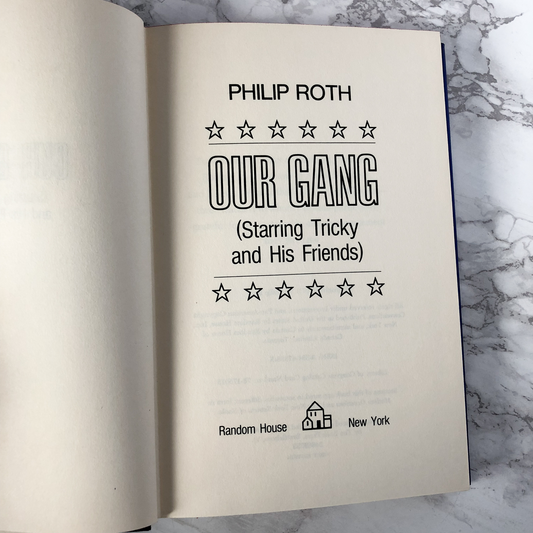 PHILIP ROTH
OUR GANG
(Starring Tricky
and His Friends)
Random House New York